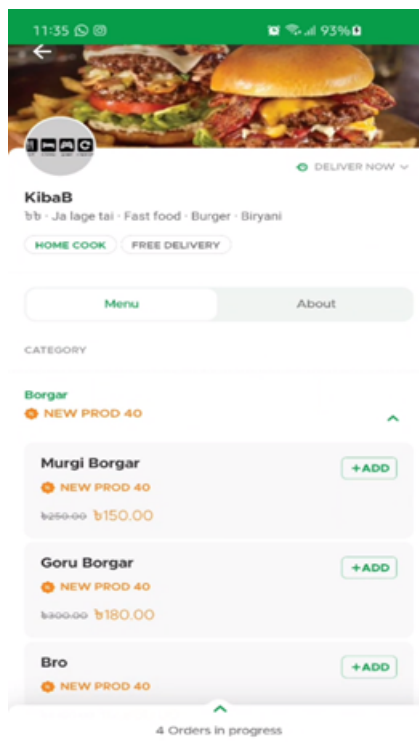 11:35 93%
DELIVER NOW
KibaB
৳৳ · Ja lage tai · Fast food · Burger · Biryani
HOME COOK FREE DELIVERY
Menu About
CATEGORY
Borgar
NEW PROD 40
Murgi Borgar +ADD
NEW PROD 40
৳250.00 ৳150.00
Goru Borgar +ADD
NEW PROD 40
৳300.00 ৳180.00
Bro +ADD
NEW PROD 40
4 Orders in progress